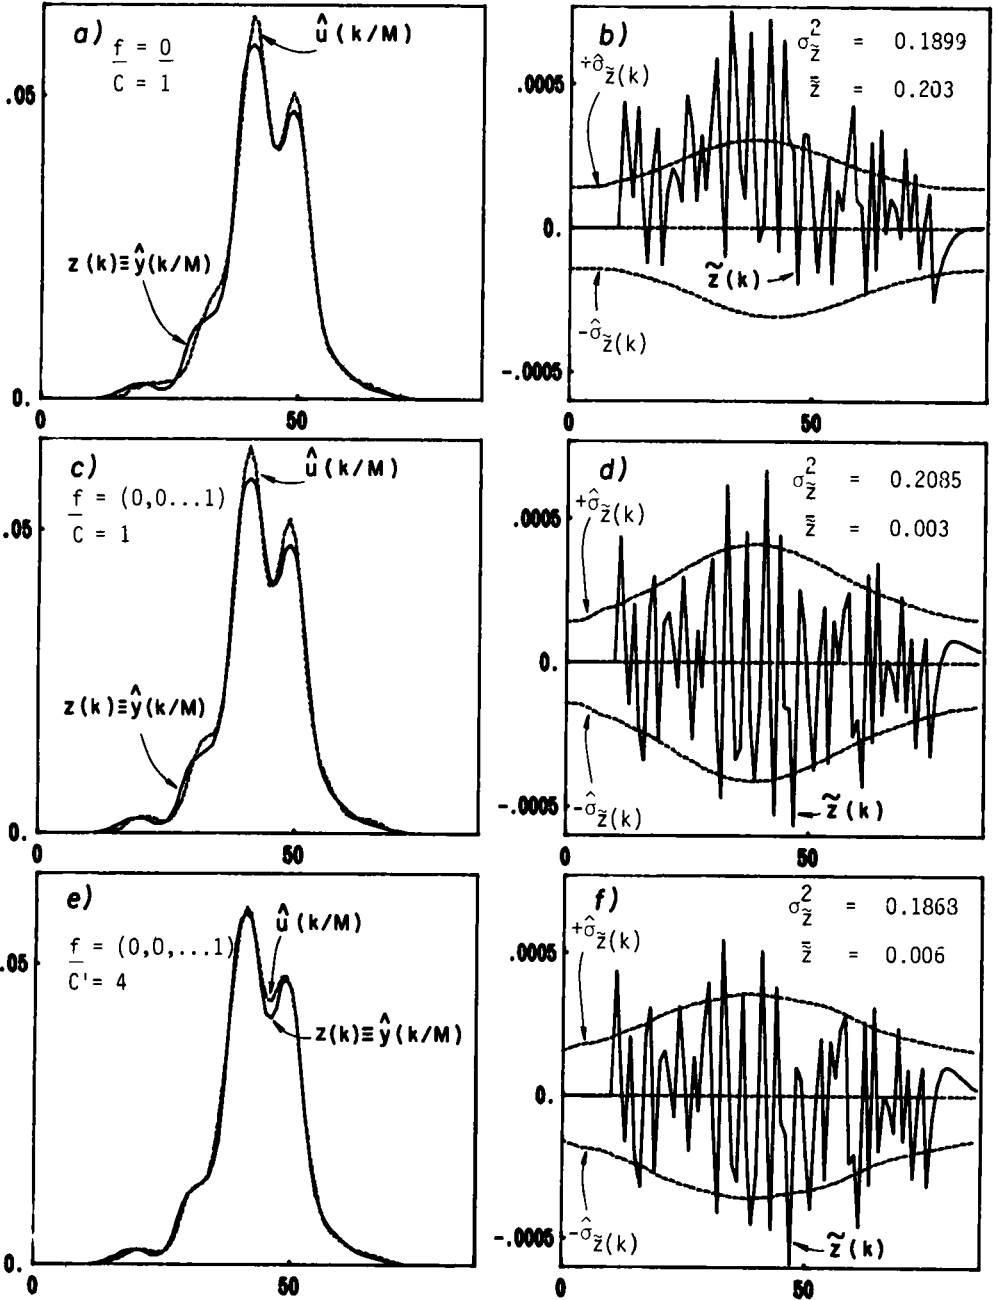 a)
f = 0
C = 1
û(k/M)
z(k)≡ŷ(k/M)
.05
0.
0
50
b)
+σ̂z̃(k)
σ²z̃ = 0.1899
z̃̄ = 0.203
.0005
0.
-.0005
z̃(k)
-σ̂z̃(k)
0
50
c)
f = (0,0...1)
C = 1
û(k/M)
z(k)≡ŷ(k/M)
.05
0.
0
50
d)
+σ̂z̃(k)
σ²z̃ = 0.2085
z̃̄ = 0.003
.0005
0.
-.0005
-σ̂z̃(k)
z̃(k)
0
50
e)
f = (0,0,...1)
C'= 4
û(k/M)
z(k)≡ŷ(k/M)
.05
0.
0
50
f)
+σ̂z̃(k)
σ²z̃ = 0.1863
z̃̄ = 0.006
.0005
0.
-.0005
-σ̂z̃(k)
z̃(k)
0
50